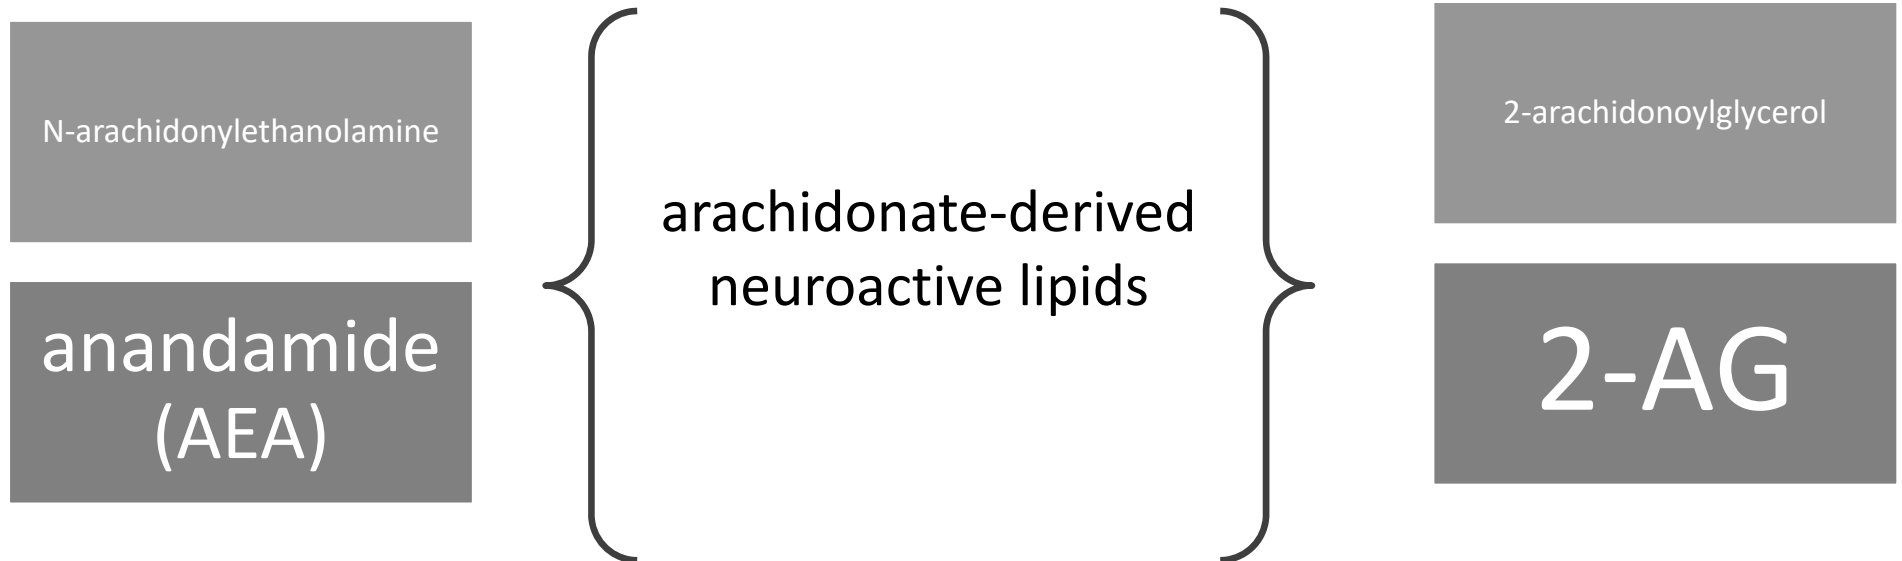 N-arachidonylethanolamine
anandamide
(AEA)
arachidonate-derived
neuroactive lipids
2-arachidonoylglycerol
2-AG